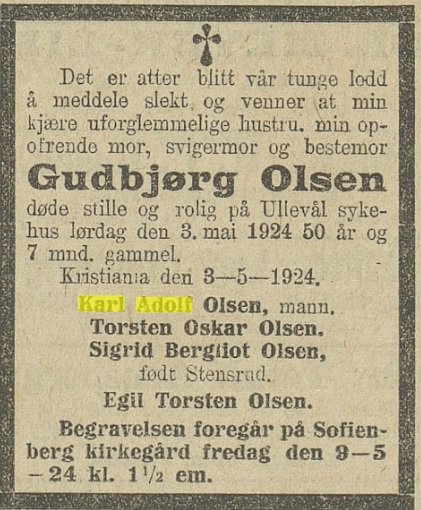 Det er atter blitt vår tunge lodd
å meddele slekt og venner at min
kjære uforglemmelige hustru. min op-
ofrende mor, svigermor og bestemor
Gudbjørg Olsen
døde stille og rolig på Ullevål syke-
hus lørdag den 3. mai 1924 50 år og
7 mnd. gammel.
Kristiania den 3—5—1924.
Karl Adolf Olsen, mann.
Torsten Oskar Olsen.
Sigrid Bergliot Olsen,
født Stensrud.
Egil Torsten Olsen.
Begravelsen foregår på Sofien-
berg kirkegård fredag den 9—5
—24 kl. 1½ em.